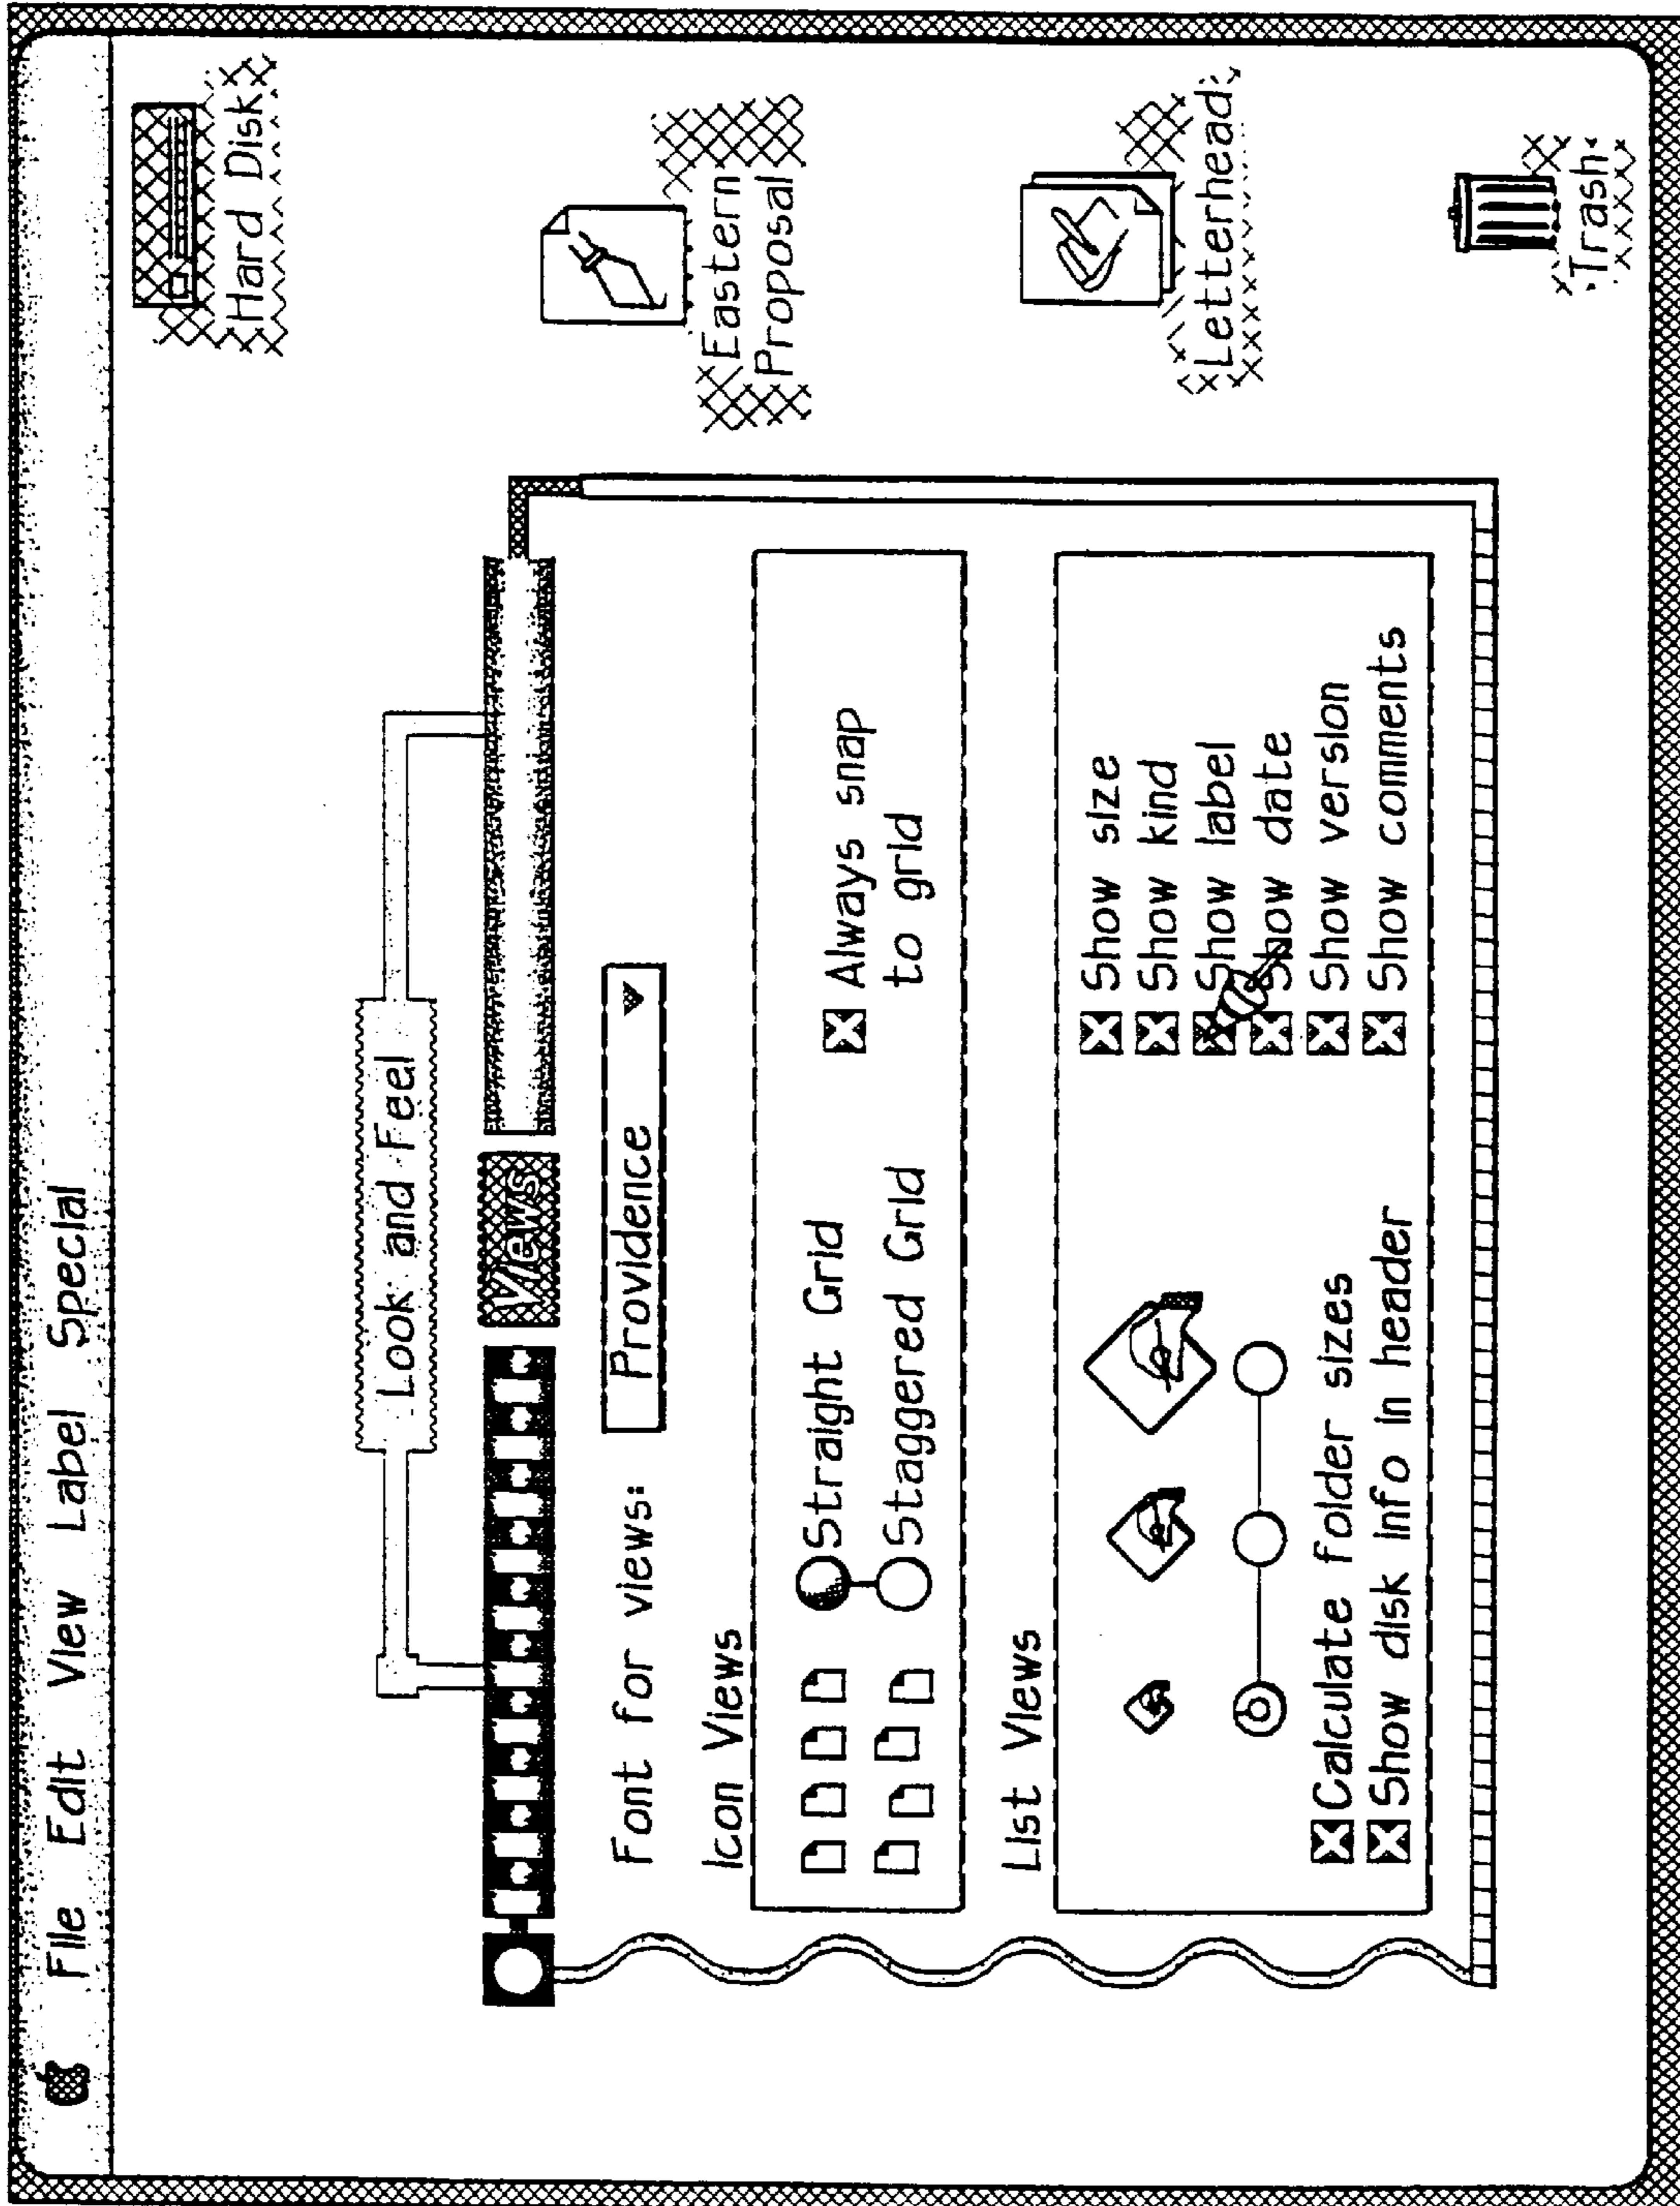 File Edit View Label Special
Hard Disk
Look and Feel
Views
Font for views: Providence
Eastern
Proposal
Icon Views
Straight Grid
Staggered Grid
Always snap
to grid
List Views
Show size
Show kind
Show label
Show date
Show version
Show comments
Calculate folder sizes
Show disk info in header
Letterhead
Trash